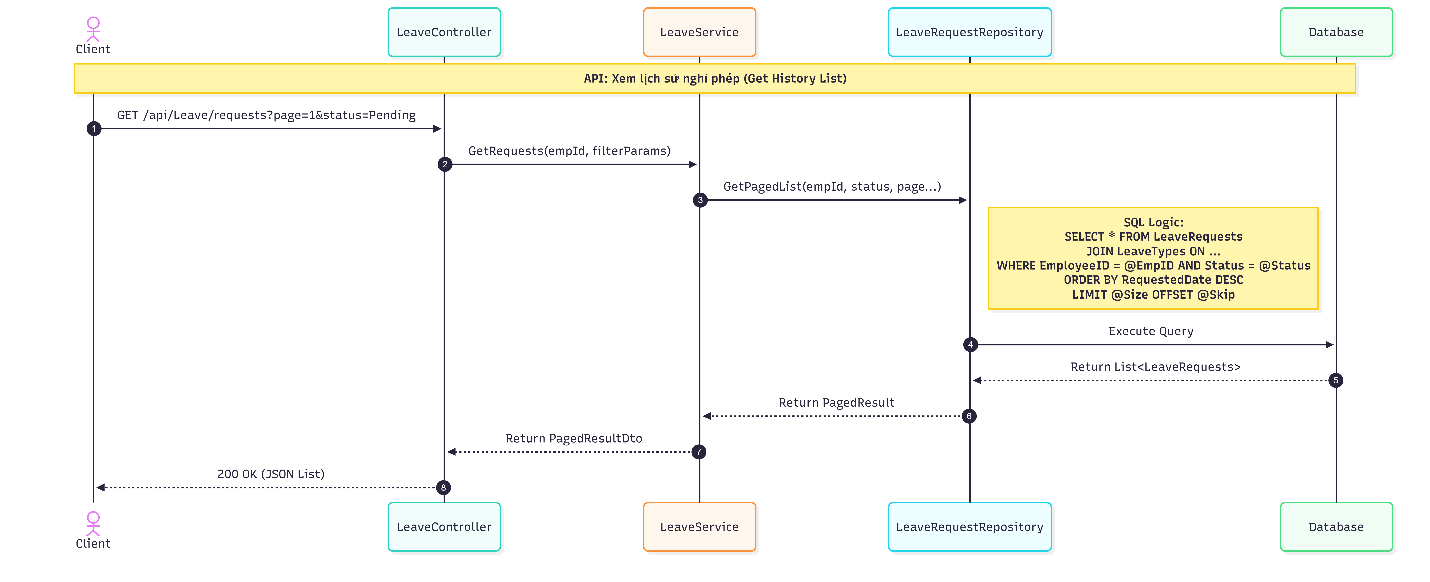 Client
LeaveController
LeaveService
LeaveRequestRepository
Database
API: Xem lịch sử nghỉ phép (Get History List)
GET /api/Leave/requests?page=1&status=Pending
1
GetRequests(empId, filterParams)
2
GetPagedList(empId, status, page...)
3
SQL Logic:
SELECT * FROM LeaveRequests
JOIN LeaveTypes ON ...
WHERE EmployeeID = @EmpID AND Status = @Status
ORDER BY RequestedDate DESC
LIMIT @Size OFFSET @Skip
Execute Query
4
Return List<LeaveRequests>
5
Return PagedResult
6
Return PagedResultDto
7
200 OK (JSON List)
8
Client
LeaveController
LeaveService
LeaveRequestRepository
Database